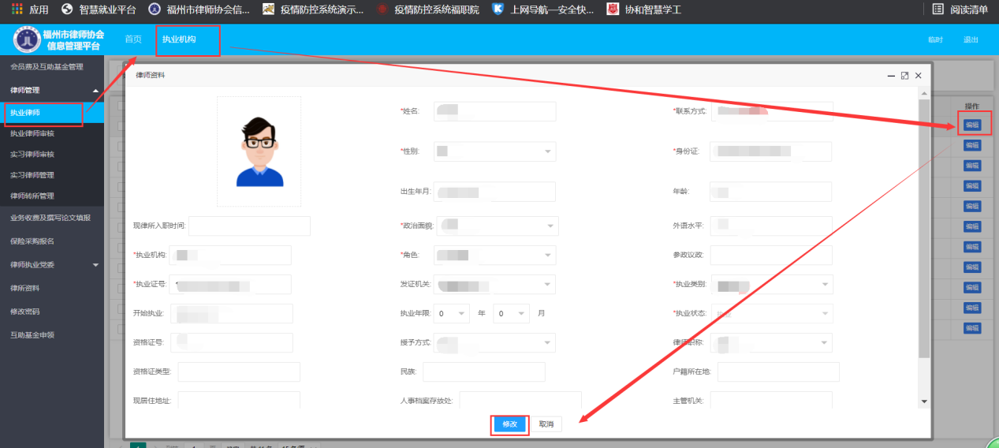 应用 智慧就业平台 福州市律师协会信... 疫情防控系统演示... 疫情防控系统福职院 上网导航—安全快... 协和智慧学工 阅读清单
福州市律师协会
信息管理平台
首页 执业机构 临时 退出
会员费及互助基金管理
律师管理
执业律师
执业律师审核
实习律师审核
实习律师管理
律师转所管理
业务收费及撰写论文填报
保险采购报名
律师执业党委
律所资料
修改密码
互助基金申领
律师资料
*姓名: *联系方式:
*性别: *身份证:
出生年月: 年龄:
现律所入职时间: *政治面貌: 外语水平:
*执业机构: *角色: 参政议政:
*执业证号: 发证机关: *执业类别:
开始执业: 执业年限: 0 年 0 月 *执业状态:
资格证号: 授予方式: 律师职称:
资格证类型: 民族: 户籍所在地:
现居住地址: 人事档案存放处: 主管机关:
修改 取消
操作
编辑
编辑
编辑
编辑
编辑
编辑
编辑
编辑
编辑
编辑
编辑